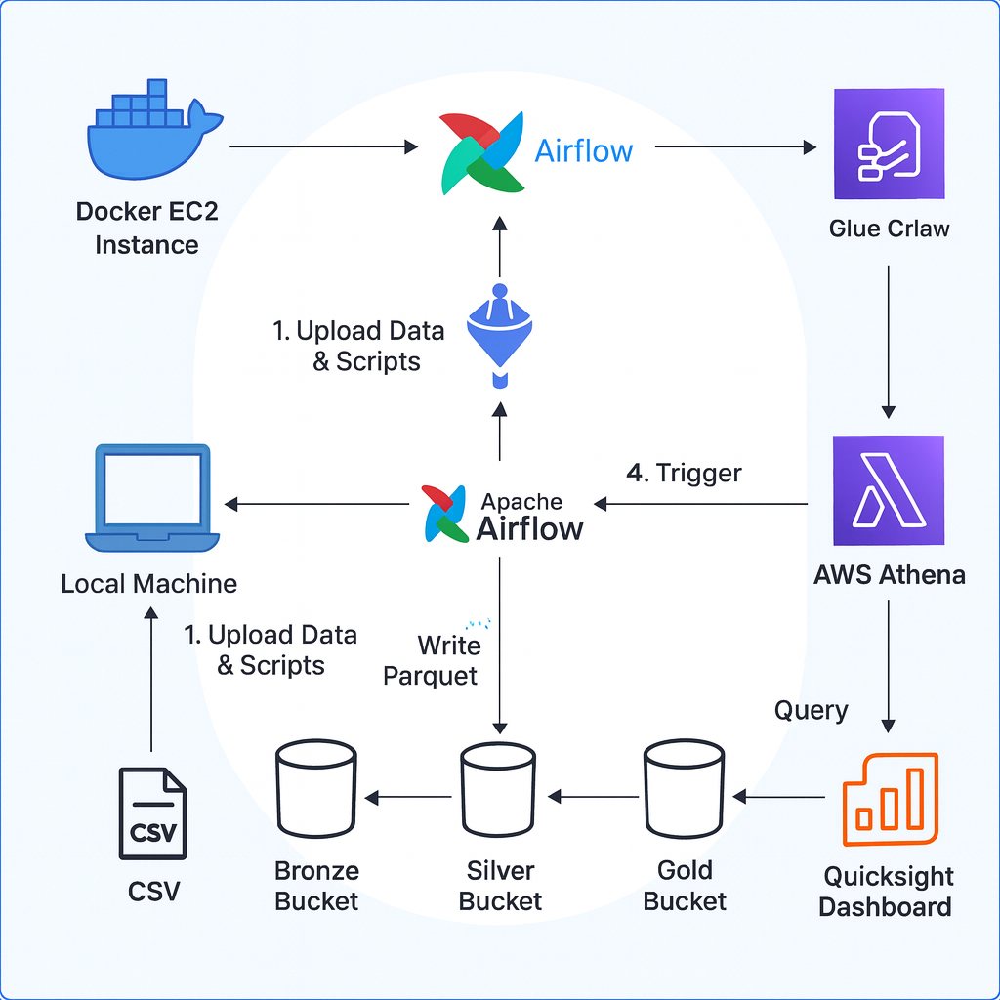 Airflow
Docker EC2
Instance
Glue Crlaw
1. Upload Data
& Scripts
4. Trigger
Apache
Airflow
Local Machine
AWS Athena
1. Upload Data
& Scripts
Write
Parquet
Query
CSV
CSV
Bronze
Bucket
Silver
Bucket
Gold
Bucket
Quicksight
Dashboard